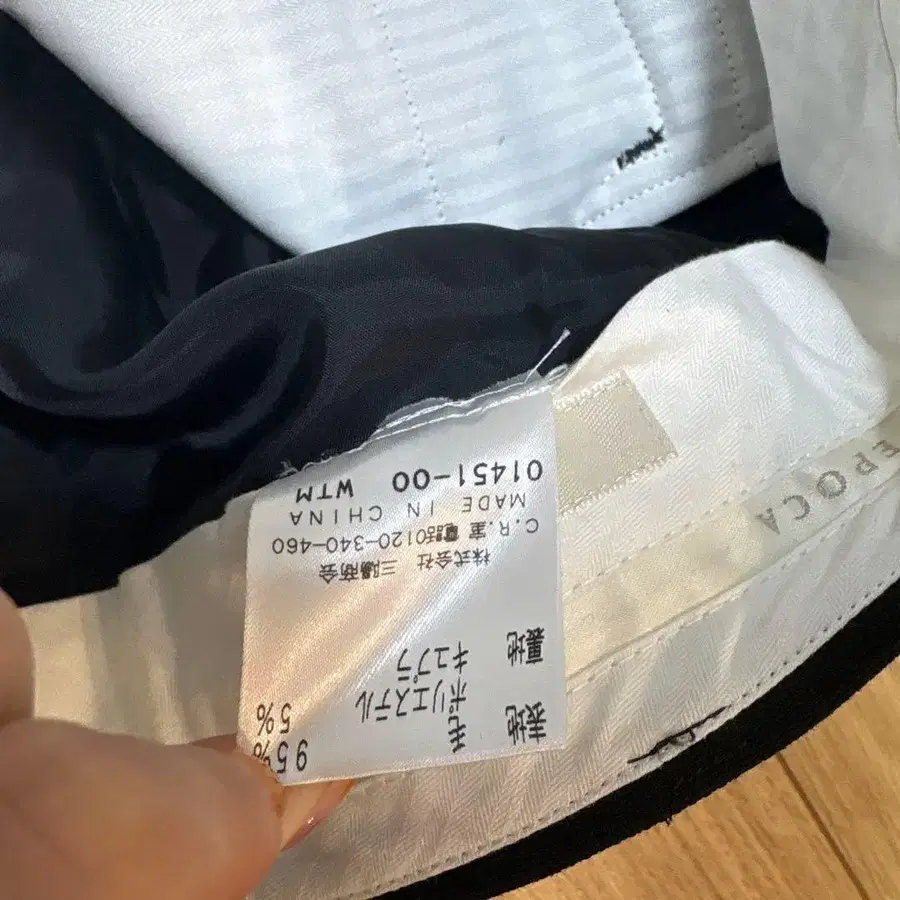 表地 毛 95%
ポリエステル 5%
裏地 キュプラ
株式会社 三陽商会
C.R.室 電話0120-340-460
MADE IN CHINA
01451-00 WTM
EPOCA